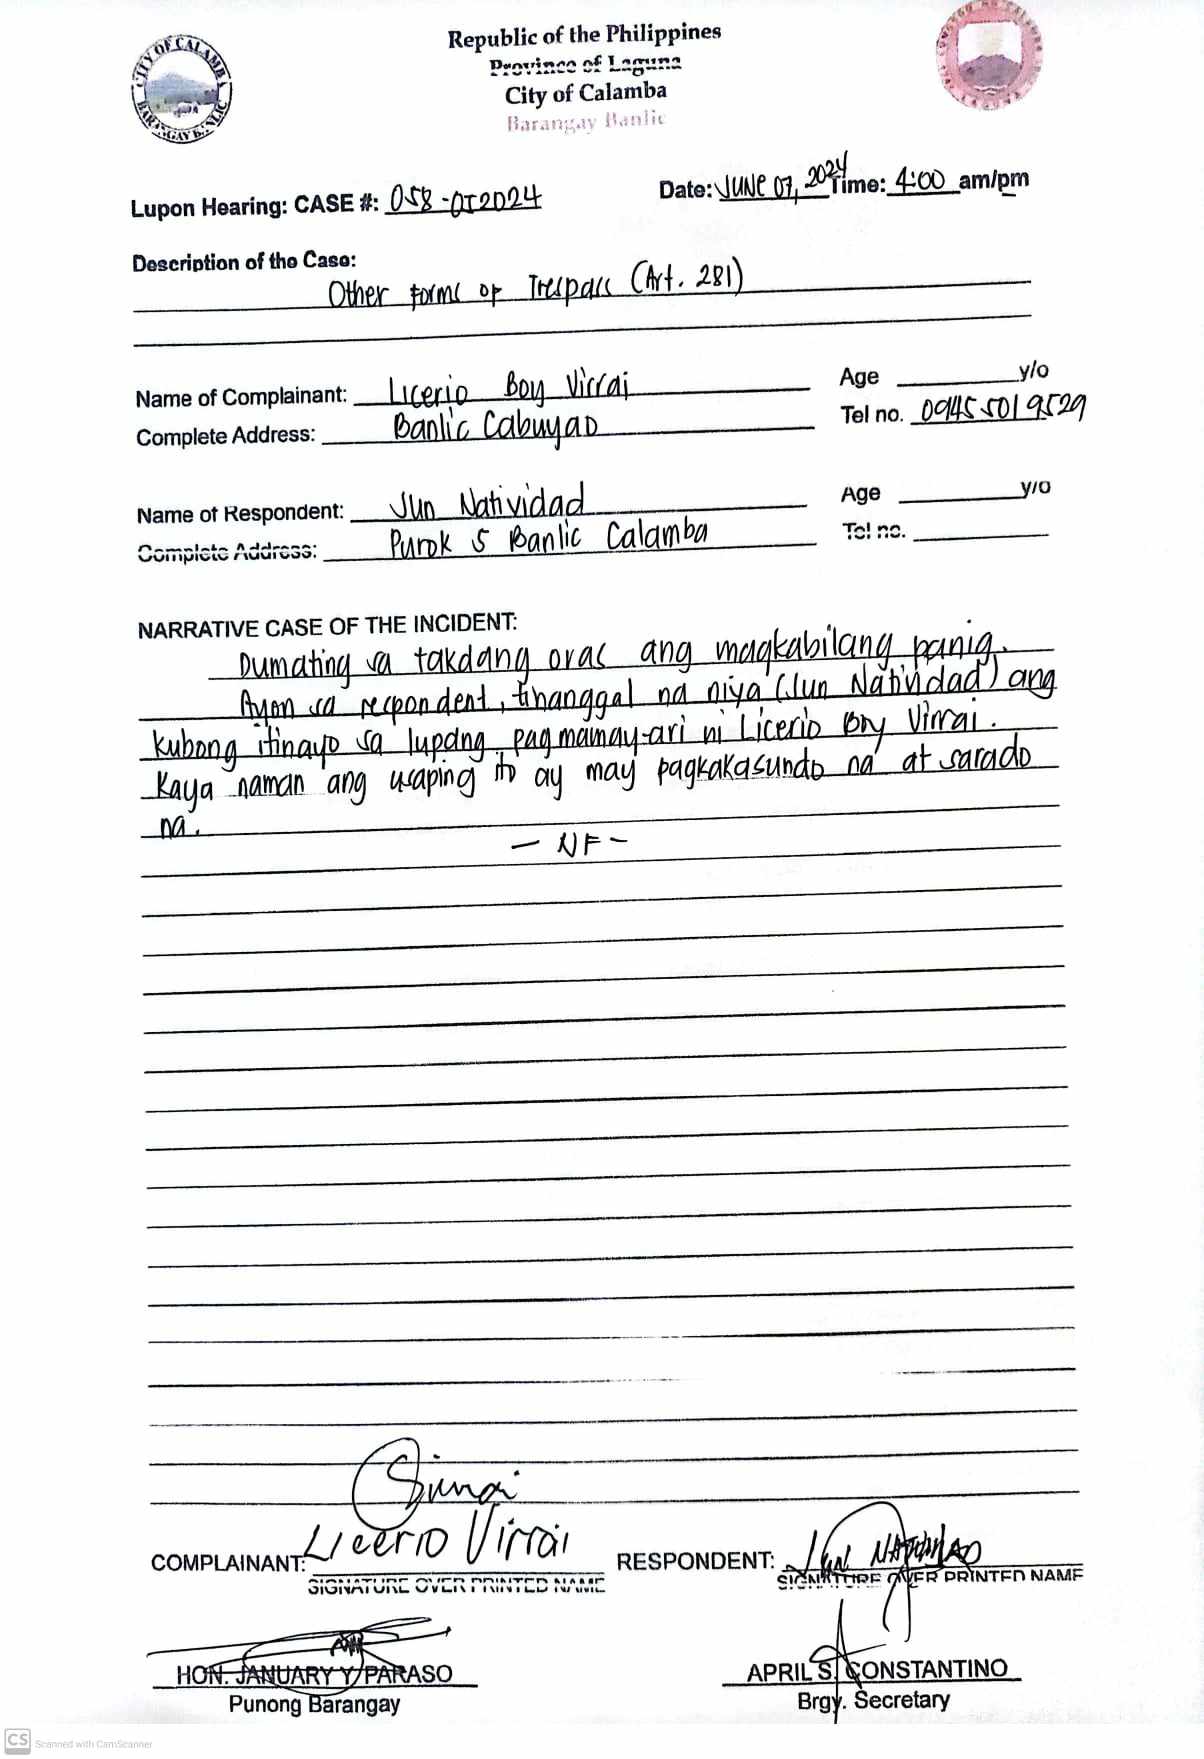 CITY OF CALAMBA
BARANGAY BANLIC
Republic of the Philippines
Province of Laguna
City of Calamba
Barangay Banlic
Date: JUNE 07, 2024 Time: 4:00 am/pm
Lupon Hearing: CASE #: 058-072024
Description of the Case:
Other forms of Trespass (Art. 281)
Name of Complainant: Licerio Boy Virrai
Age y/o
Complete Address: Banlic Cabuyao
Tel no. 09455019529
Name of Respondent: Jun Natividad
Age y/o
Complete Address: Purok 5 Banlic Calamba
Tel no.
NARRATIVE CASE OF THE INCIDENT:
Dumating sa takdang oras ang magkabilang panig.
Ayon sa respondent, tinanggal na niya (Jun Natividad) ang
kubong itinayo sa lupang pagmamay-ari ni Licerio Boy Virrai.
Kaya naman ang usaping ito ay may pagkakasundo na at sarado
na.
- NF -
COMPLAINANT: Licerio Virrai
RESPONDENT: Jun NATIVIDAD
SIGNATURE OVER PRINTED NAME
SIGNATURE OVER PRINTED NAME
HON. JANUARY Y PARASO
Punong Barangay
APRIL S. CONSTANTINO
Brgy. Secretary
CS Scanned with CamScanner